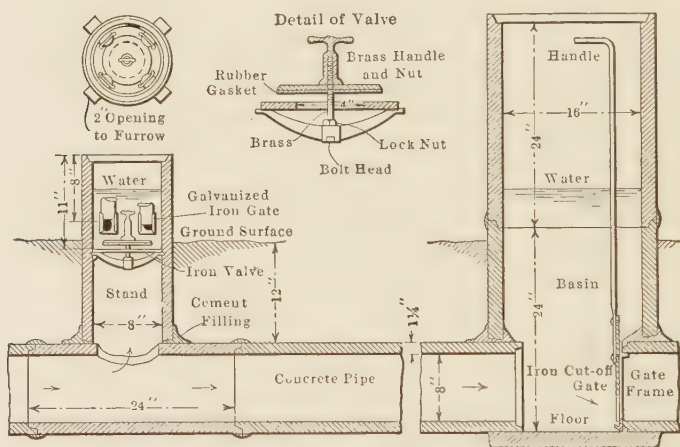 Detail of Valve
Brass Handle
and Nut
Rubber
Gasket
4"
Brass
Lock Nut
Bolt Head
2" Opening
to Furrow
Water
Galvanized
Iron Gate
Ground Surface
Iron Valve
11"
8"
Stand
8"
Cement
Filling
12"
24"
Concrete Pipe
1¼"
8"
Handle
16"
24"
Water
24"
Basin
Iron Cut-off
Gate
Gate
Frame
Floor